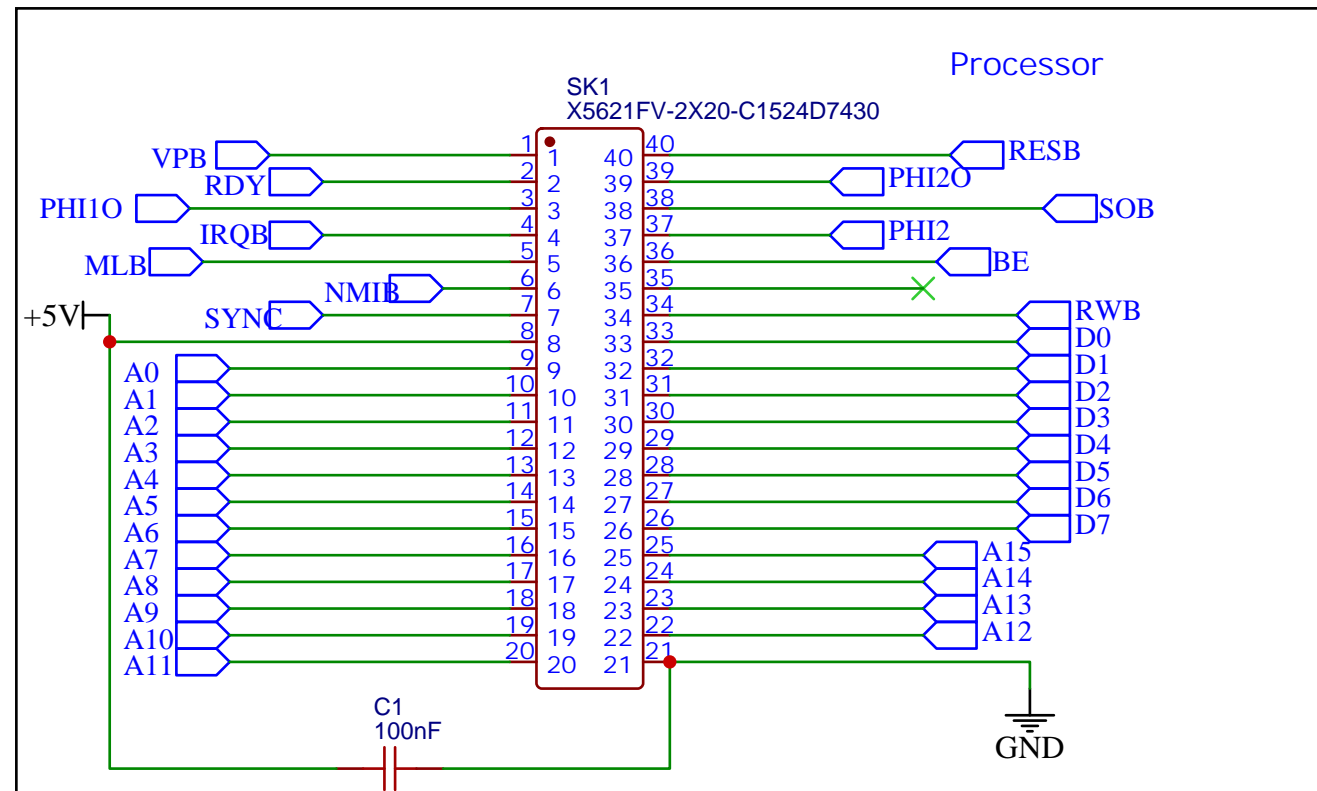 Processor
SK1
X5621FV-2X20-C1524D7430
VPB 1 1 40 40 RESB
RDY 2 2 39 39 PHI2O
PHI1O 3 3 38 38 SOB
IRQB 4 4 37 37 PHI2
MLB 5 5 36 36 BE
NMIB 6 6 35 35
SYNC 7 7 34 34 RWB
+5V 8 8 33 33 D0
A0 9 9 32 32 D1
A1 10 10 31 31 D2
A2 11 11 30 30 D3
A3 12 12 29 29 D4
A4 13 13 28 28 D5
A5 14 14 27 27 D6
A6 15 15 26 26 D7
A7 16 16 25 25 A15
A8 17 17 24 24 A14
A9 18 18 23 23 A13
A10 19 19 22 22 A12
A11 20 20 21 21
C1
100nF
GND